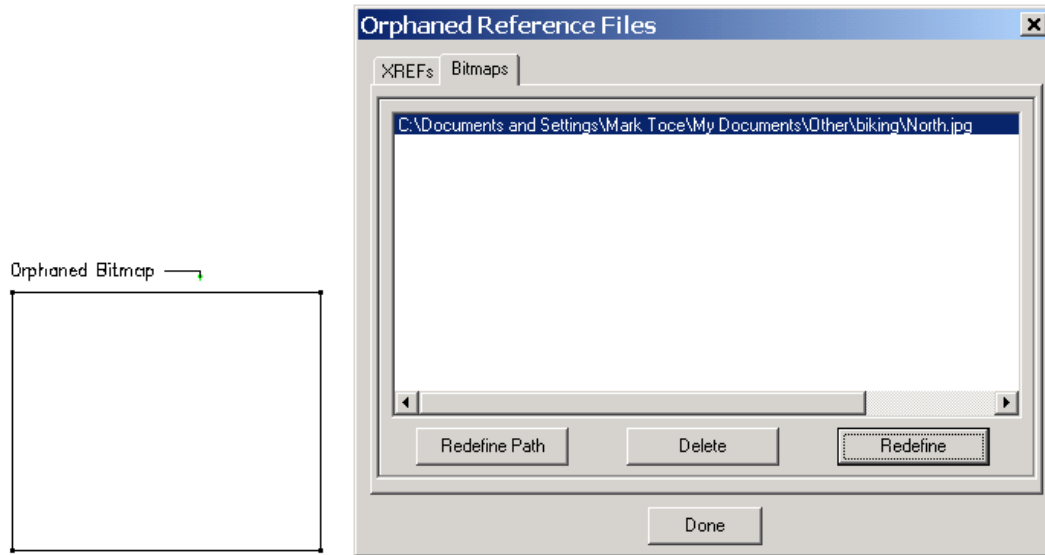 Orphaned Reference Files
XREFs Bitmaps
C:\Documents and Settings\Mark Toce\My Documents\Other\biking\North.jpg
Orphaned Bitmap
Redefine Path Delete Redefine
Done